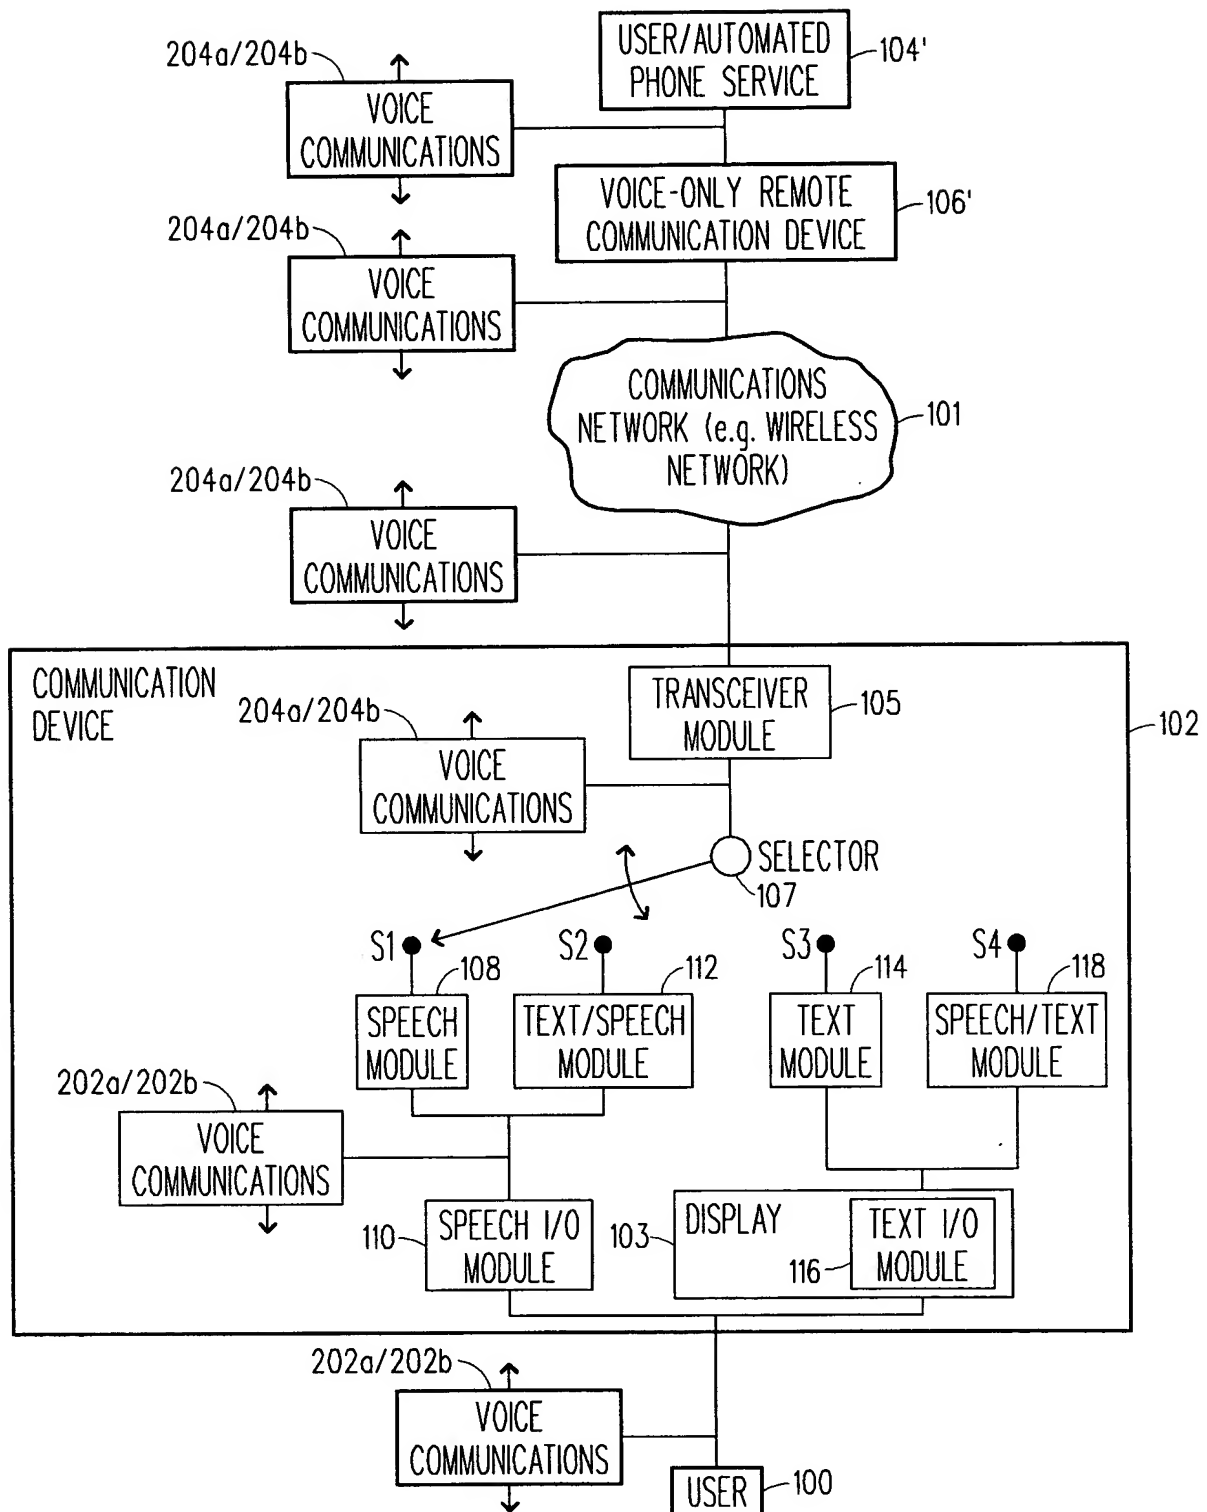 USER/AUTOMATED
PHONE SERVICE
104'
204a/204b
VOICE
COMMUNICATIONS
VOICE-ONLY REMOTE
COMMUNICATION DEVICE
106'
204a/204b
VOICE
COMMUNICATIONS
COMMUNICATIONS
NETWORK (e.g. WIRELESS
NETWORK)
101
204a/204b
VOICE
COMMUNICATIONS
COMMUNICATION
DEVICE
TRANSCEIVER
MODULE
105
102
204a/204b
VOICE
COMMUNICATIONS
SELECTOR
107
S1
S2
S3
S4
108
112
114
118
SPEECH
MODULE
TEXT/SPEECH
MODULE
TEXT
MODULE
SPEECH/TEXT
MODULE
202a/202b
VOICE
COMMUNICATIONS
110
SPEECH I/O
MODULE
103
DISPLAY
116
TEXT I/O
MODULE
202a/202b
VOICE
COMMUNICATIONS
USER
100